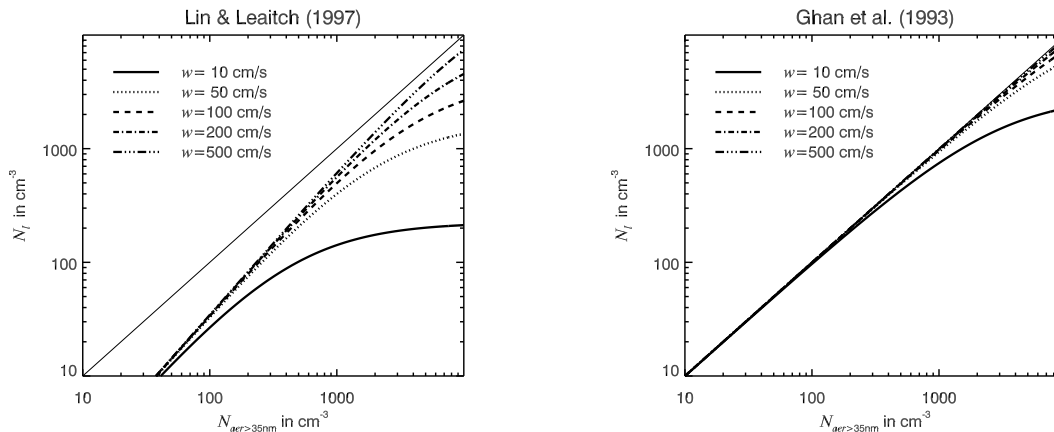 Lin & Leaitch (1997)
w= 10 cm/s
w= 50 cm/s
w=100 cm/s
w=200 cm/s
w=500 cm/s
1000
100
10
N_l in cm^-3
10 100 1000
N_aer>35nm in cm^-3
Ghan et al. (1993)
w= 10 cm/s
w= 50 cm/s
w=100 cm/s
w=200 cm/s
w=500 cm/s
1000
100
10
N_l in cm^-3
10 100 1000
N_aer>35nm in cm^-3